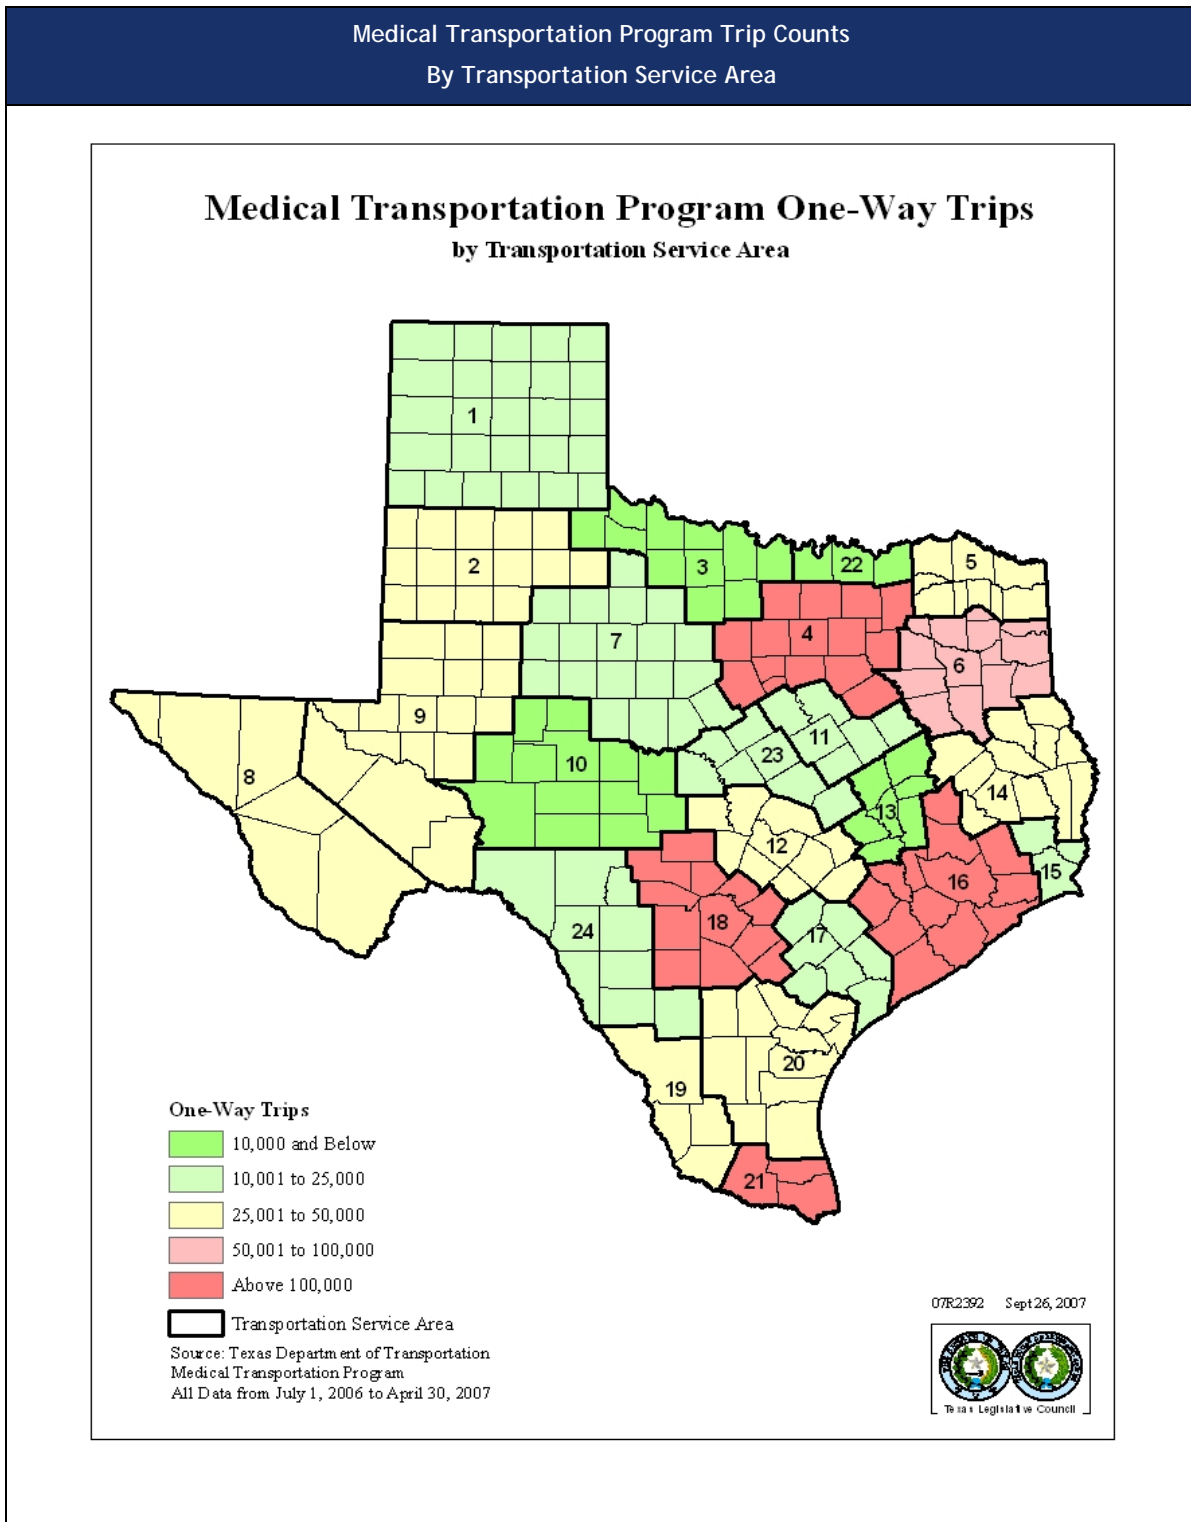 Medical Transportation Program Trip Counts
By Transportation Service Area
Medical Transportation Program One-Way Trips
by Transportation Service Area
1
2
3
22
5
4
7
6
9
11
23
10
8
14
13
12
15
16
18
17
24
20
19
21
One-Way Trips
10,000 and Below
10,001 to 25,000
25,001 to 50,000
50,001 to 100,000
Above 100,000
Transportation Service Area
Source: Texas Department of Transportation
Medical Transportation Program
All Data from July 1, 2006 to April 30, 2007
07R2392 Sept 26, 2007
Texas Legislative Council